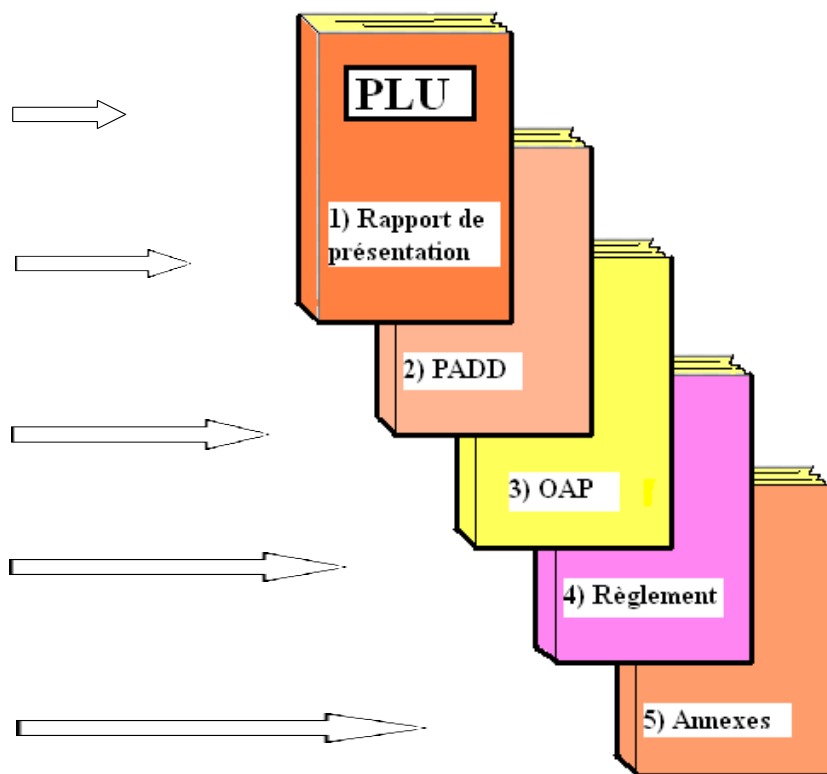 PLU
1) Rapport de
présentation
2) PADD
3) OAP
4) Règlement
5) Annexes